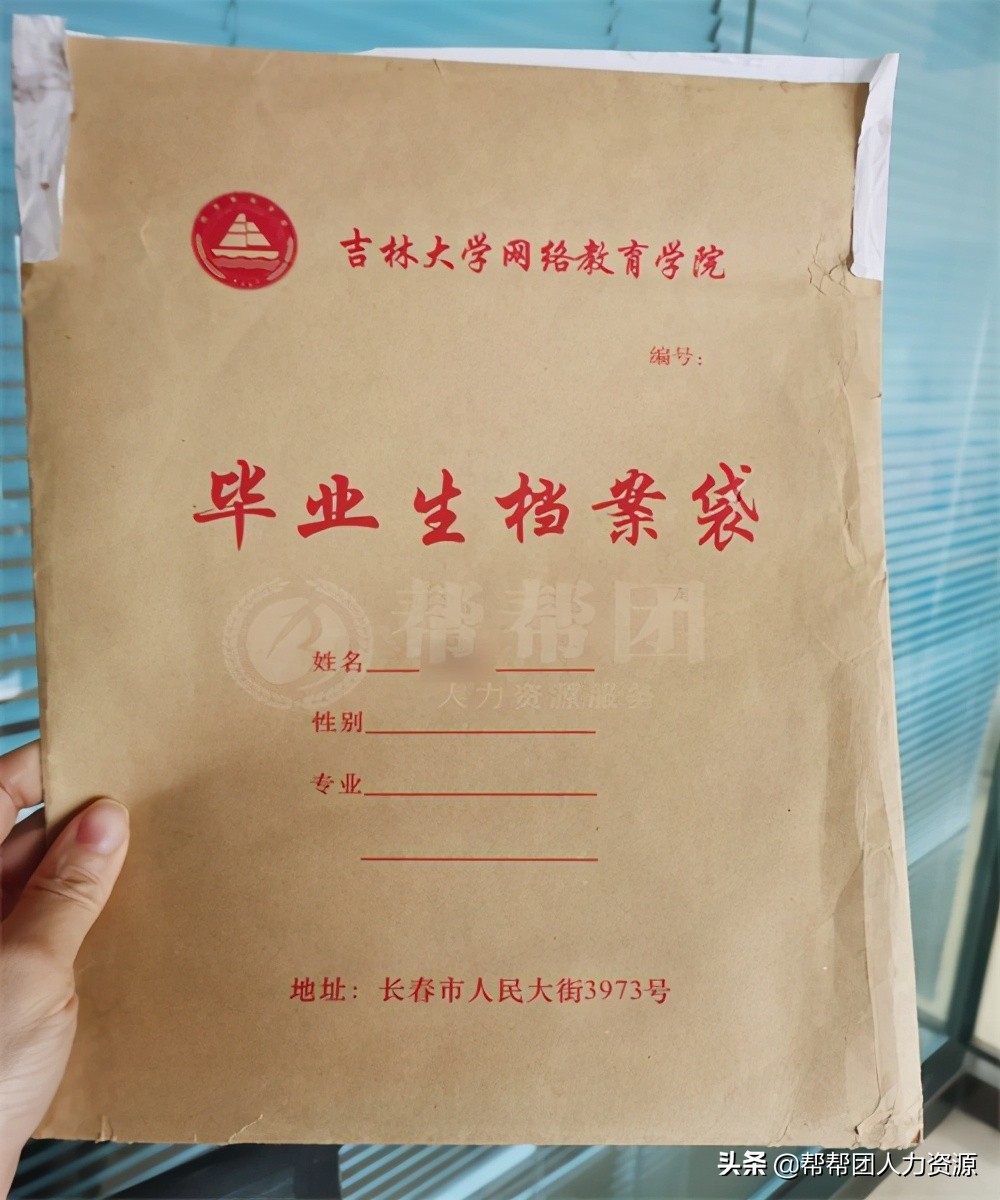 吉林大学网络教育学院
编号：
毕业生档案袋
帮帮团
人力资源服务
姓名
性别
专业
地址：长春市人民大街3973号
头条 @帮帮团人力资源